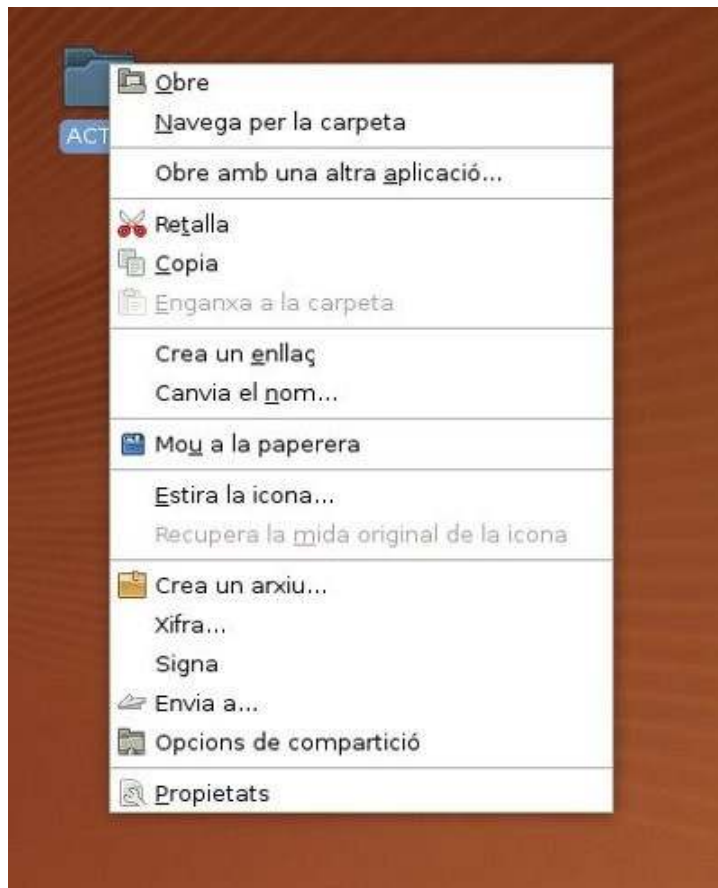 ACT
Obre
Navega per la carpeta
Obre amb una altra aplicació...
Retalla
Copia
Enganxa a la carpeta
Crea un enllaç
Canvia el nom...
Mou a la paperera
Estira la icona...
Recupera la mida original de la icona
Crea un arxiu...
Xifra...
Signa
Envia a...
Opcions de compartició
Propietats